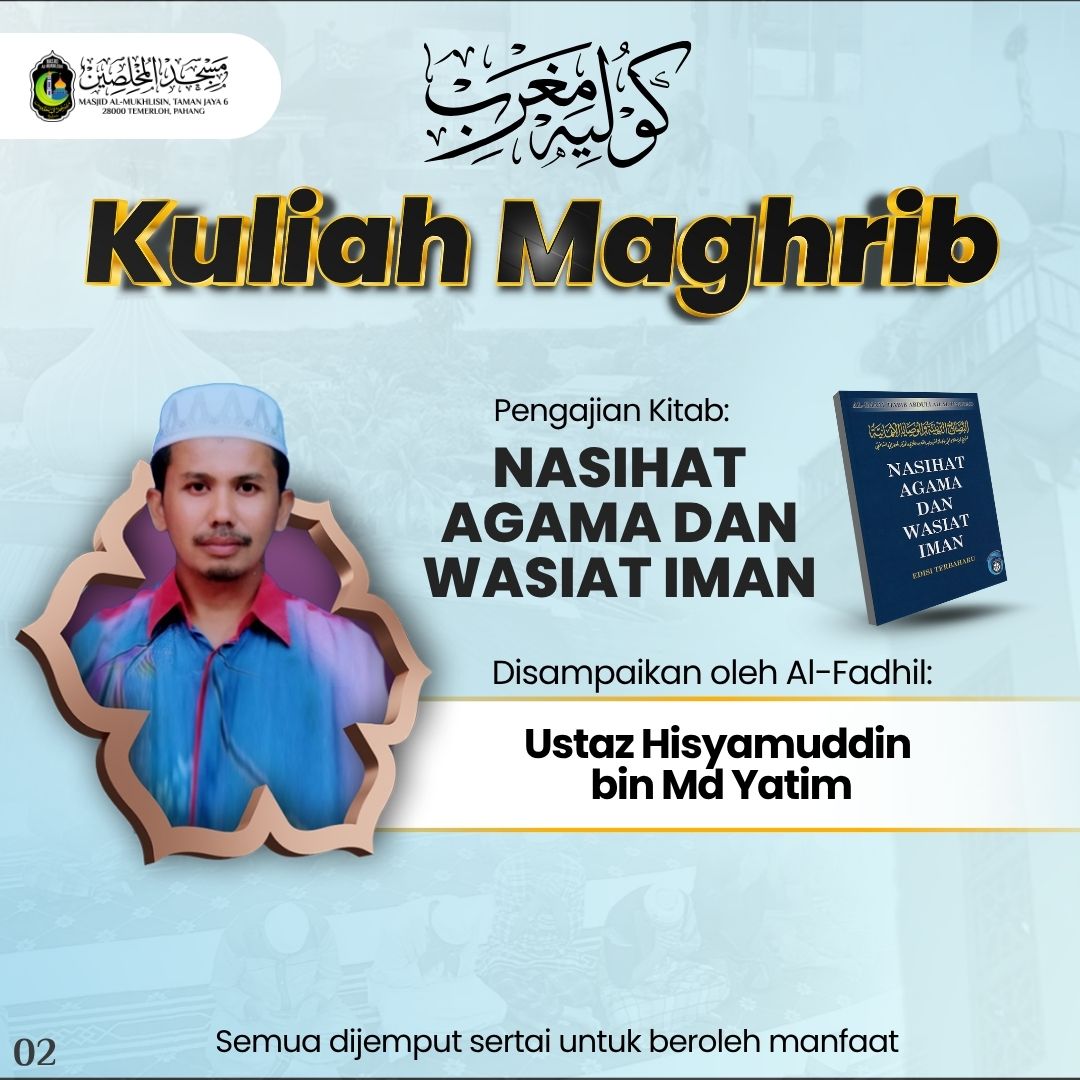 مسجد المخلصين
MASJID AL-MUKHLISIN, TAMAN JAYA 6
28000 TEMERLOH, PAHANG
كوليه مغرب
Kuliah Maghrib
Pengajian Kitab:
NASIHAT
AGAMA DAN
WASIAT IMAN
NASIHAT
AGAMA
DAN
WASIAT
IMAN
EDISI TERBAHARU
Disampaikan oleh Al-Fadhil:
Ustaz Hisyamuddin
bin Md Yatim
Semua dijemput sertai untuk beroleh manfaat
02